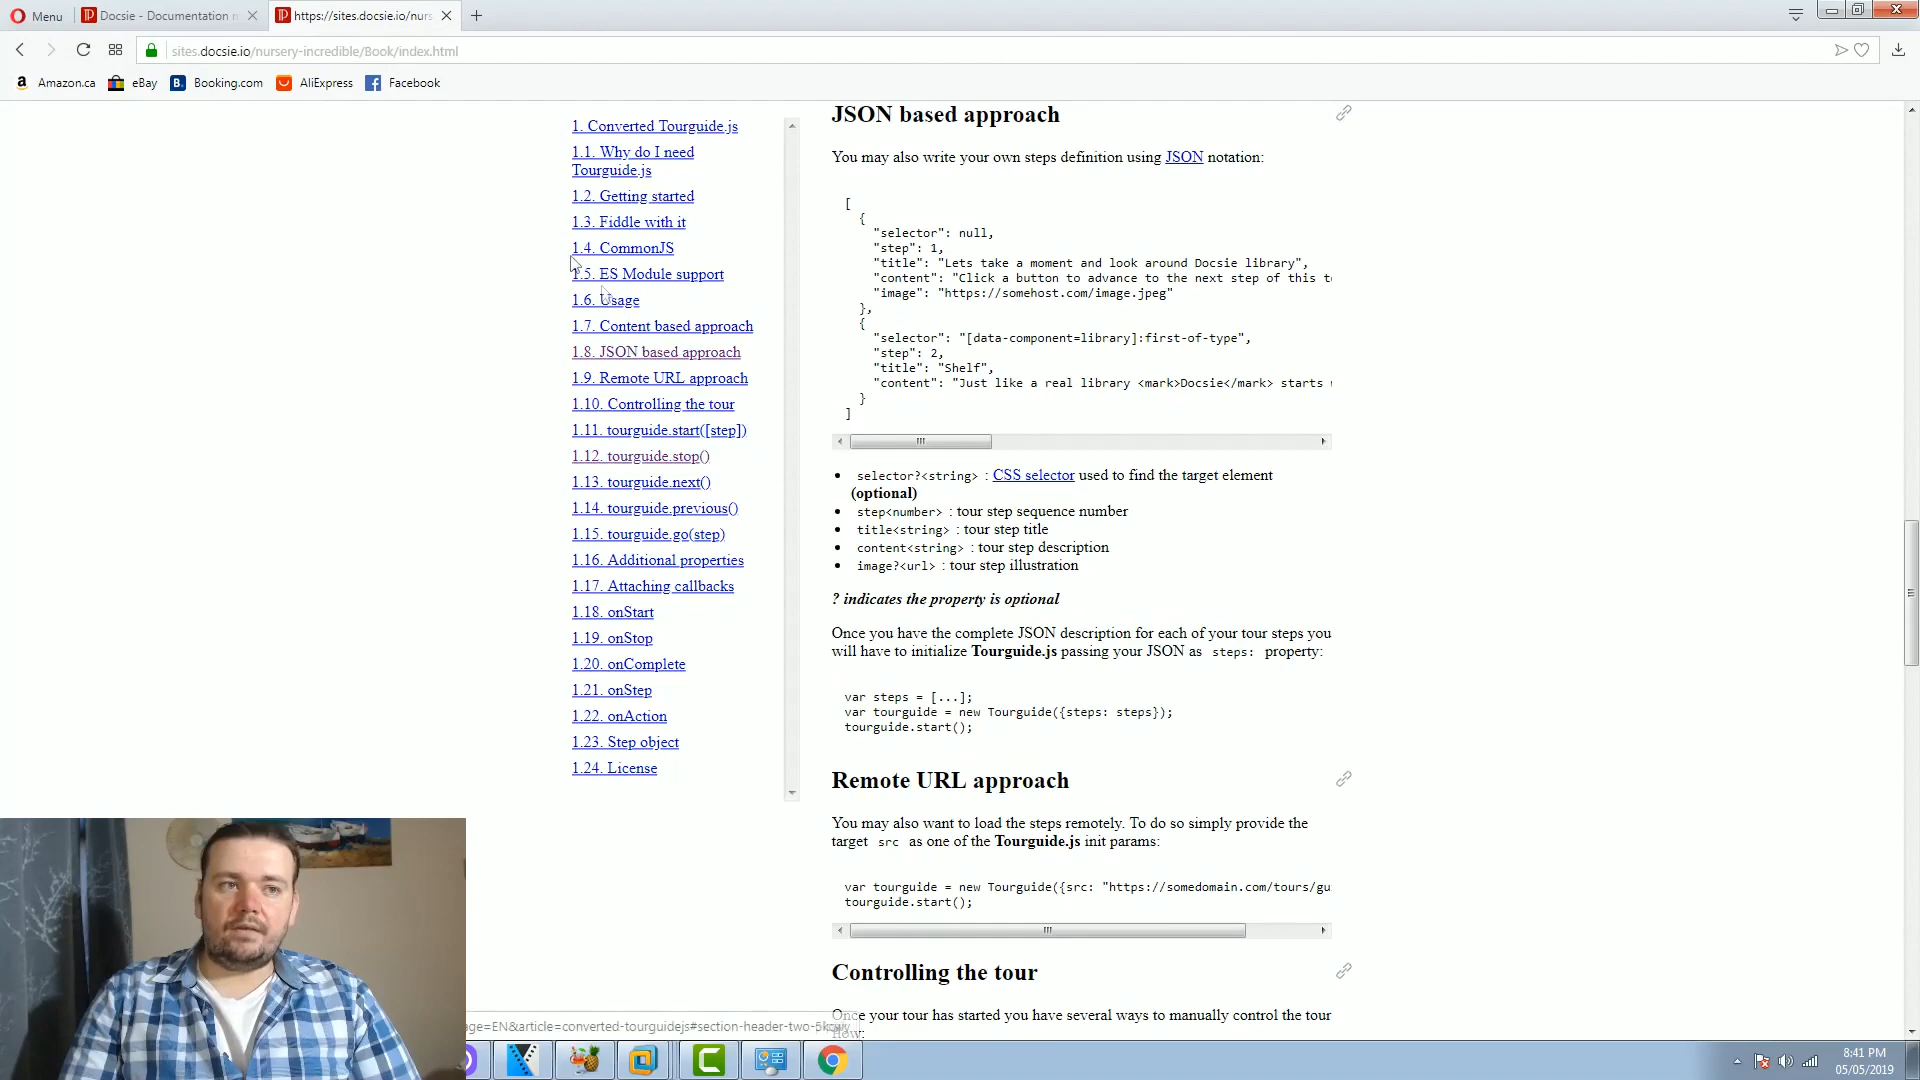 Menu
Docsie - Documentation
https://sites.docsie.io/nurs
sites.docsie.io/nursery-incredible/Book/index.html
Amazon.ca
eBay
Booking.com
AliExpress
Facebook
1. Converted Tourguide.js
1.1. Why do I need
Tourguide.js
1.2. Getting started
1.3. Fiddle with it
1.4. CommonJS
1.5. ES Module support
1.6. Usage
1.7. Content based approach
1.8. JSON based approach
1.9. Remote URL approach
1.10. Controlling the tour
1.11. tourguide.start([step])
1.12. tourguide.stop()
1.13. tourguide.next()
1.14. tourguide.previous()
1.15. tourguide.go(step)
1.16. Additional properties
1.17. Attaching callbacks
1.18. onStart
1.19. onStop
1.20. onComplete
1.21. onStep
1.22. onAction
1.23. Step object
1.24. License
JSON based approach
You may also write your own steps definition using JSON notation:
[
{
"selector": null,
"step": 1,
"title": "Lets take a moment and look around Docsie library",
"content": "Click a button to advance to the next step of this t
"image": "https://somehost.com/image.jpeg"
},
{
"selector": "[data-component=library]:first-of-type",
"step": 2,
"title": "Shelf",
"content": "Just like a real library <mark>Docsie</mark> starts
}
]
• selector?<string> : CSS selector used to find the target element
(optional)
• step<number> : tour step sequence number
• title<string> : tour step title
• content<string> : tour step description
• image?<url> : tour step illustration
? indicates the property is optional
Once you have the complete JSON description for each of your tour steps you
will have to initialize Tourguide.js passing your JSON as steps: property:
var steps = [...];
var tourguide = new Tourguide({steps: steps});
tourguide.start();
Remote URL approach
You may also want to load the steps remotely. To do so simply provide the
target src as one of the Tourguide.js init params:
var tourguide = new Tourguide({src: "https://somedomain.com/tours/gu
tourguide.start();
Controlling the tour
Once your tour has started you have several ways to manually control the tour
flow:
age=EN&article=converted-tourguidejs#section-header-two-5k
8:41 PM
05/05/2019